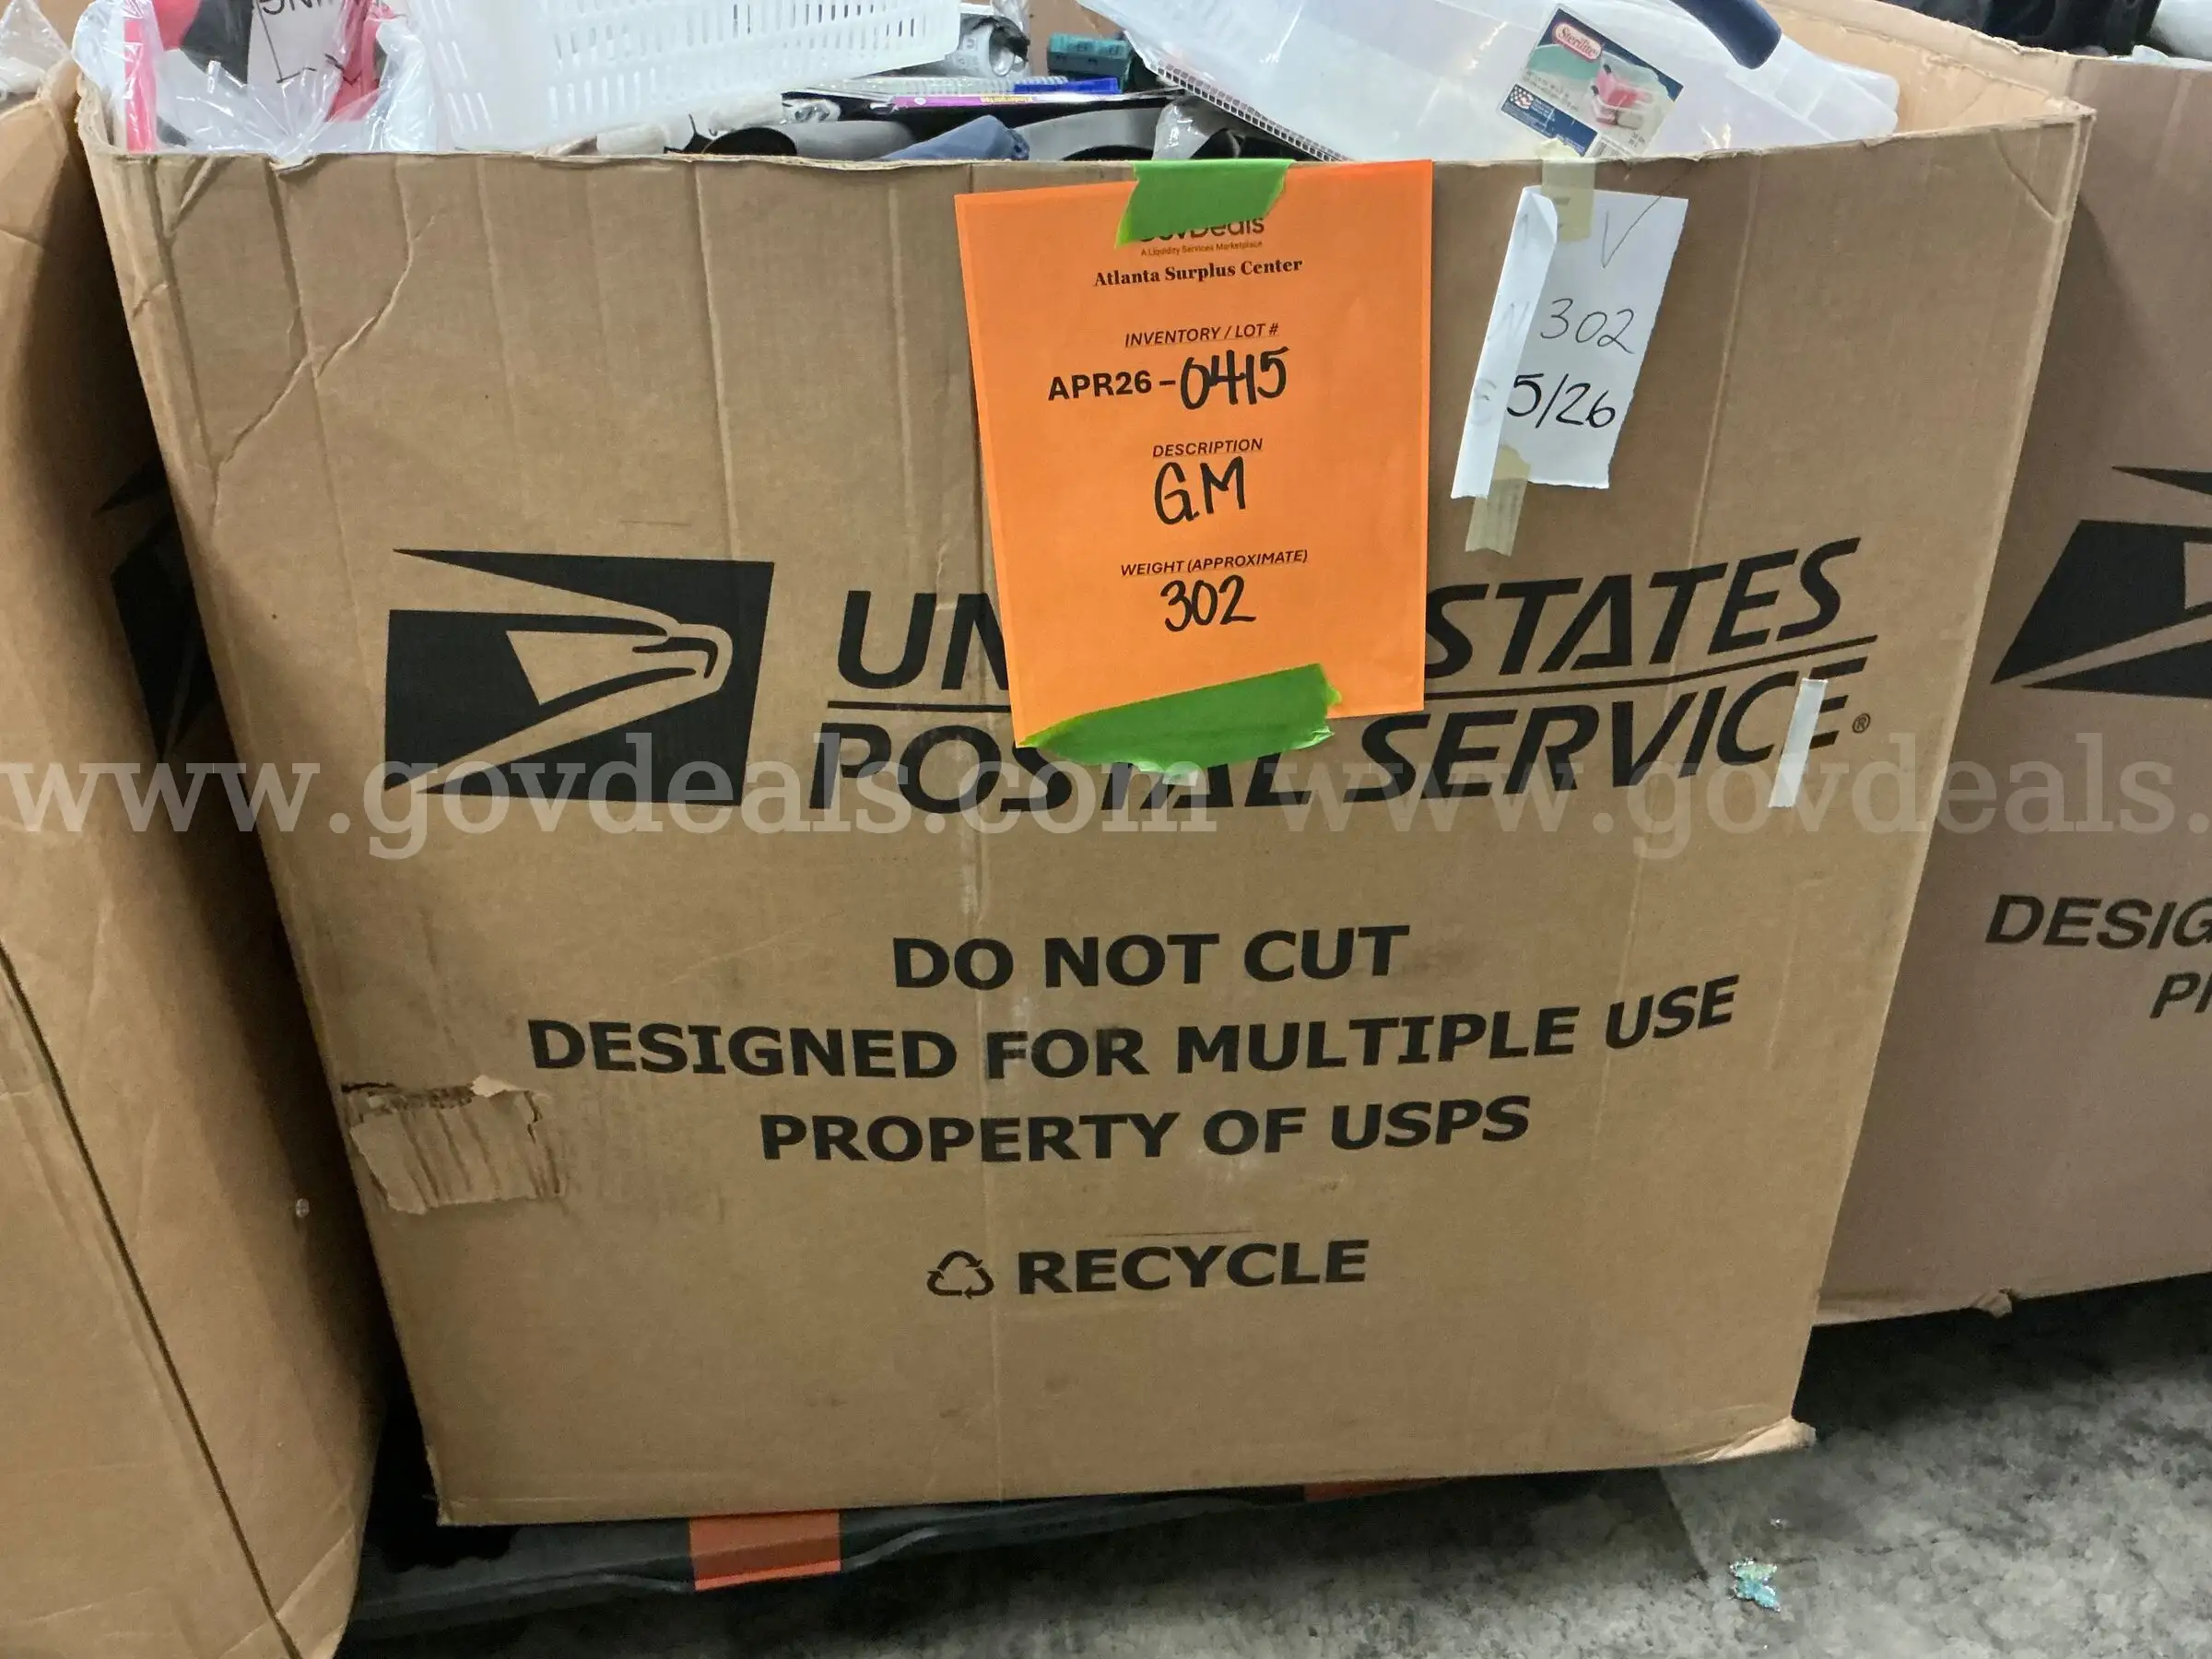 Sterilite
GovDeals
A Liquidity Services Marketplace
Atlanta Surplus Center
INVENTORY / LOT #
APR26-0415
DESCRIPTION
GM
WEIGHT (APPROXIMATE)
302
302
5/26
STATES
POSTAL SERVICE®
DO NOT CUT
DESIGNED FOR MULTIPLE USE
PROPERTY OF USPS
RECYCLE
www.govdeals.com www.govdeals.